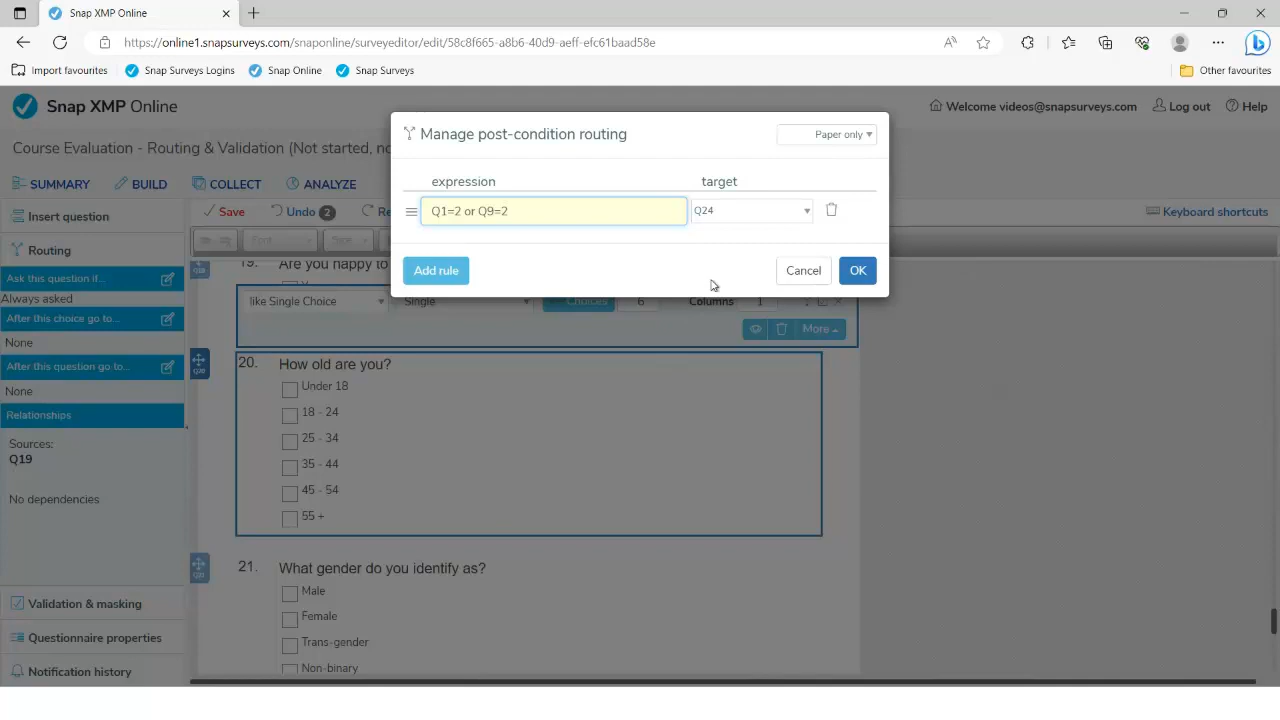 Snap XMP Online
https://online1.snapsurveys.com/snaponline/surveyeditor/edit/58c8f665-a8b6-40d9-aeff-efc61baad58e
Import favourites
Snap Surveys Logins
Snap Online
Snap Surveys
Other favourites
Snap XMP Online
Welcome videos@snapsurveys.com
Log out
Help
Course Evaluation - Routing & Validation (Not started, no
SUMMARY
BUILD
COLLECT
ANALYZE
Manage post-condition routing
Paper only
expression
target
Q1=2 or Q9=2
Q24
Add rule
Cancel
OK
Insert question
Save
Undo 2
Re
Keyboard shortcuts
Font
Size
Routing
Ask this question if...
Always asked
After this choice go to...
None
After this question go to...
None
Relationships
Sources:
Q19
No dependencies
Validation & masking
Questionnaire properties
Notification history
19. Are you happy to
like Single Choice
Single
Choices
6
Columns
1
More
Q20
20. How old are you?
Under 18
18 - 24
25 - 34
35 - 44
45 - 54
55 +
Q21
21. What gender do you identify as?
Male
Female
Trans-gender
Non-binary